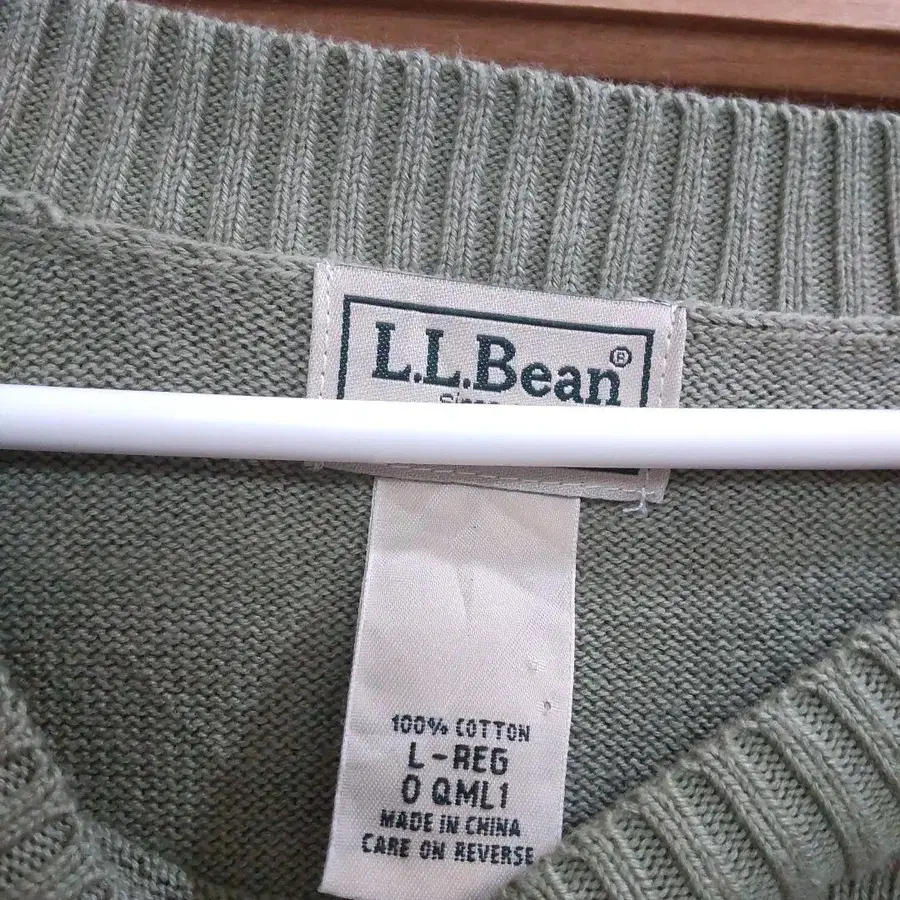 L.L.Bean®
100% COTTON
L-REG
0 QML1
MADE IN CHINA
CARE ON REVERSE